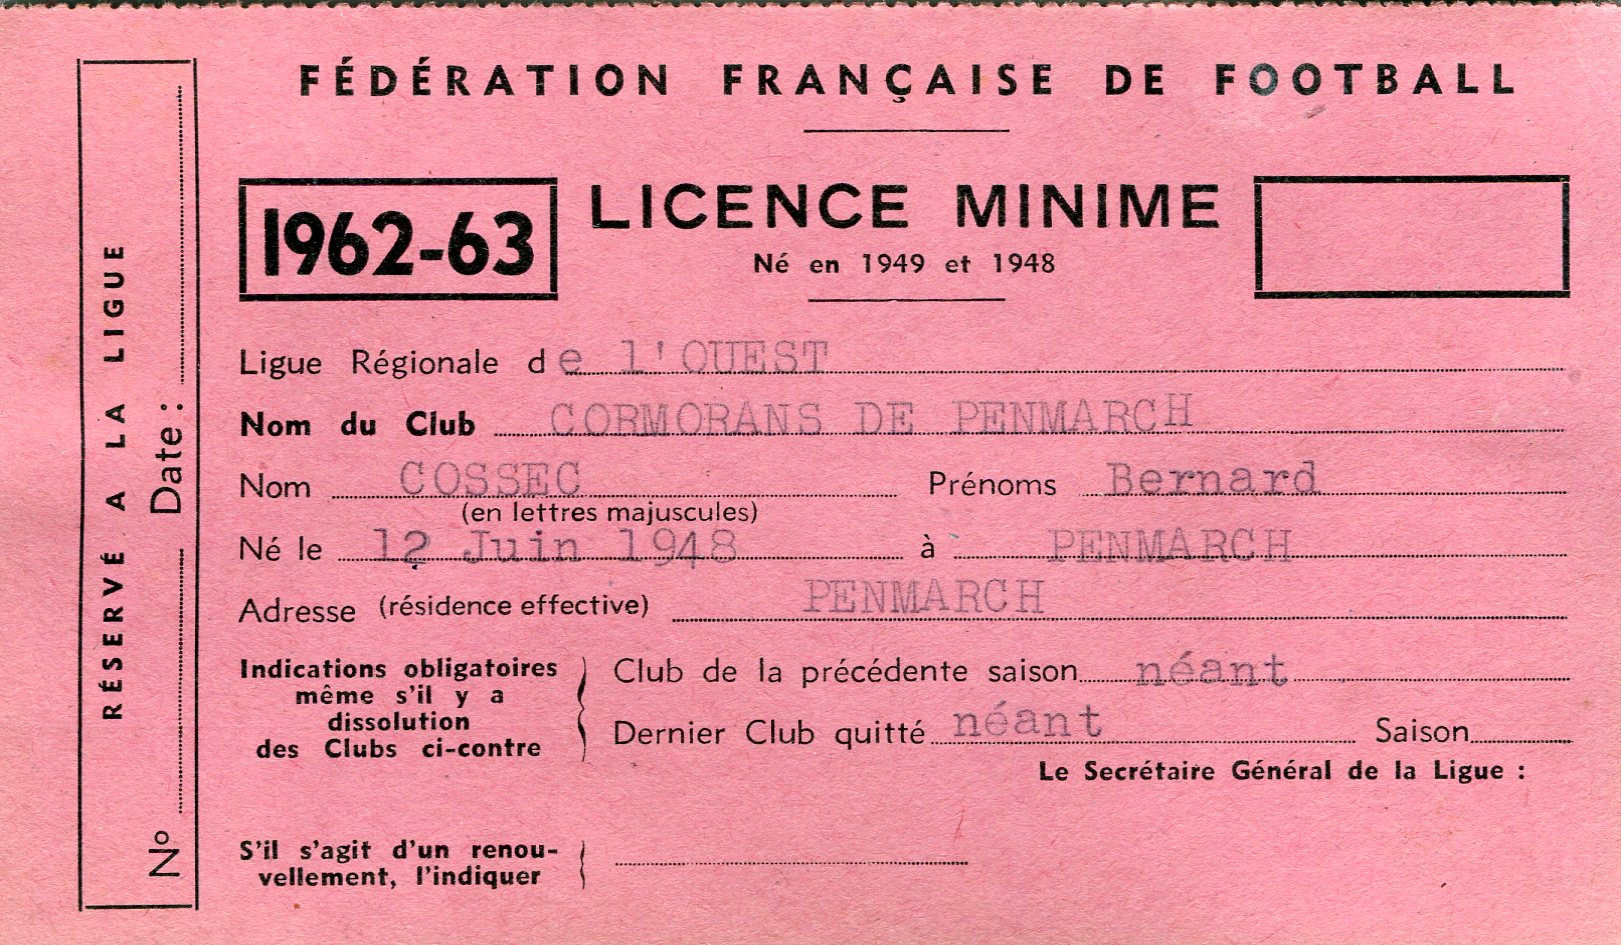 FÉDÉRATION FRANÇAISE DE FOOTBALL
1962-63
LICENCE MINIME
Né en 1949 et 1948
RÉSERVÉ A LA LIGUE
N° Date :
Ligue Régionale de l'OUEST
Nom du Club CORMORANS DE PENMARCH
Nom COSSEC Prénoms Bernard
(en lettres majuscules)
Né le 12 Juin 1948 à PENMARCH
Adresse (résidence effective) PENMARCH
Indications obligatoires
même s'il y a
dissolution
des Clubs ci-contre
Club de la précédente saison néant
Dernier Club quitté néant Saison
Le Secrétaire Général de la Ligue :
S'il s'agit d'un renou-
vellement, l'indiquer